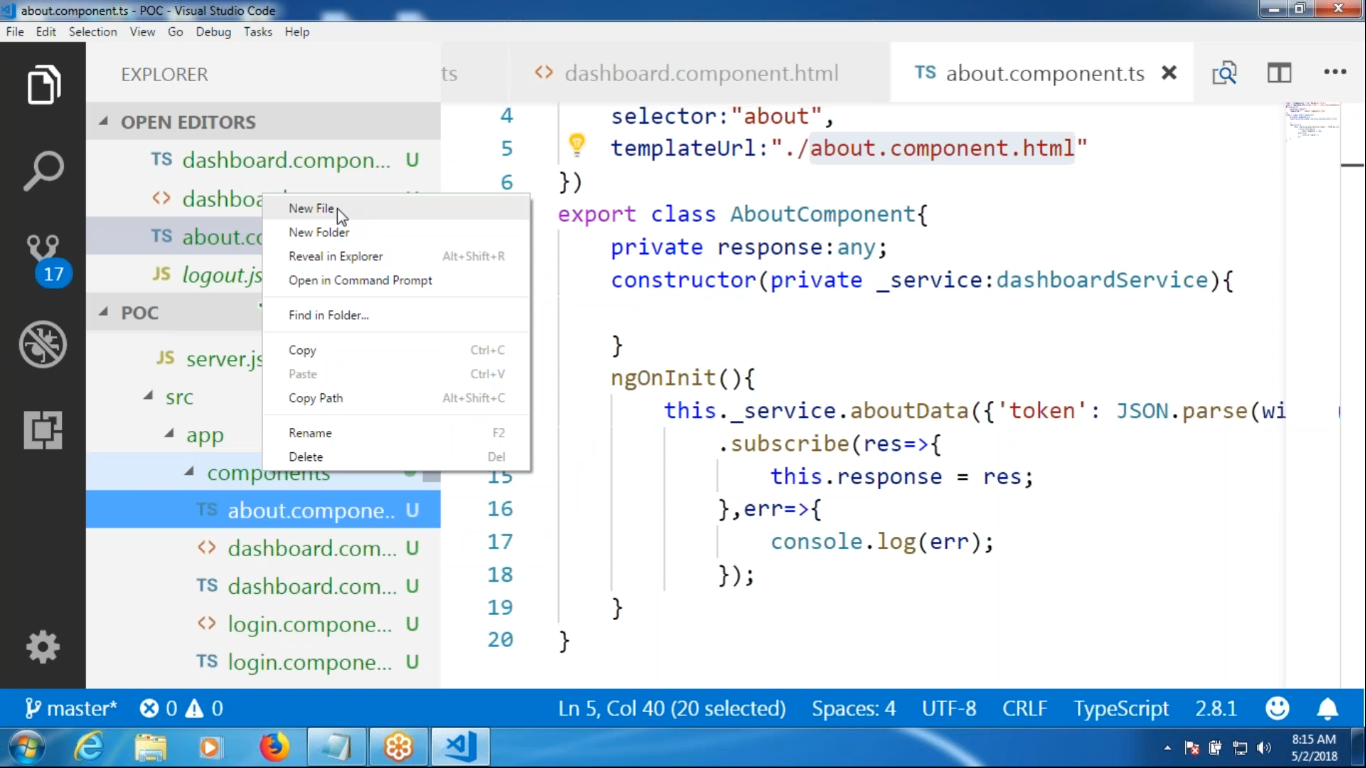 about.component.ts - POC - Visual Studio Code
File Edit Selection View Go Debug Tasks Help
EXPLORER
OPEN EDITORS
TS dashboard.compon... U
<> dashbo
TS about.c
JS logout.js
POC
JS server.js
src
app
components
TS about.compone.. U
<> dashboard.com... U
TS dashboard.com... U
<> login.compone... U
TS login.compone... U
17
New File
New Folder
Reveal in Explorer Alt+Shift+R
Open in Command Prompt
Find in Folder...
Copy Ctrl+C
Paste Ctrl+V
Copy Path Alt+Shift+C
Rename F2
Delete Del
ts <> dashboard.component.html TS about.component.ts
4 selector:"about",
5 templateUrl:"./about.component.html"
6 })
export class AboutComponent{
private response:any;
constructor(private _service:dashboardService){
}
ngOnInit(){
this._service.aboutData({'token': JSON.parse(wi
.subscribe(res=>{
15 this.response = res;
16 },err=>{
17 console.log(err);
18 });
19 }
20 }
master* 0 0 Ln 5, Col 40 (20 selected) Spaces: 4 UTF-8 CRLF TypeScript 2.8.1
8:15 AM
5/2/2018